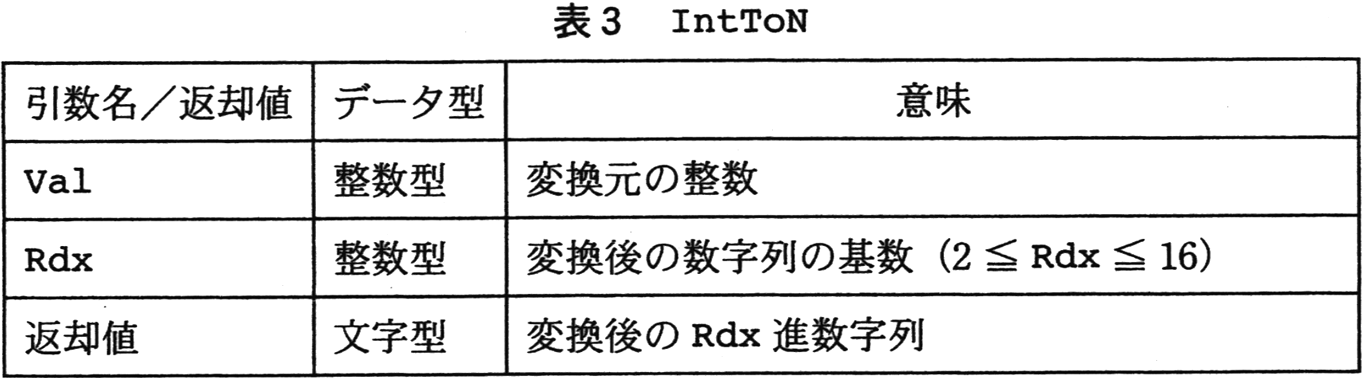 表3 IntToN
引数名／返却値 データ型 意味
Val 整数型 変換元の整数
Rdx 整数型 変換後の数字列の基数（2 ≦ Rdx ≦ 16）
返却値 文字型 変換後の Rdx 進数字列